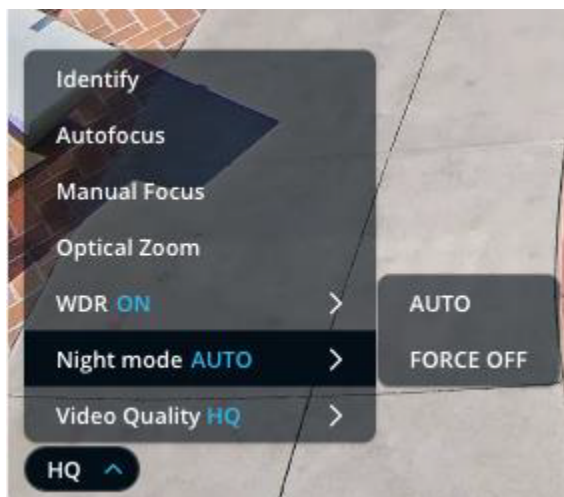 Identify
Autofocus
Manual Focus
Optical Zoom
WDR ON
AUTO
Night mode AUTO
FORCE OFF
Video Quality HQ
HQ